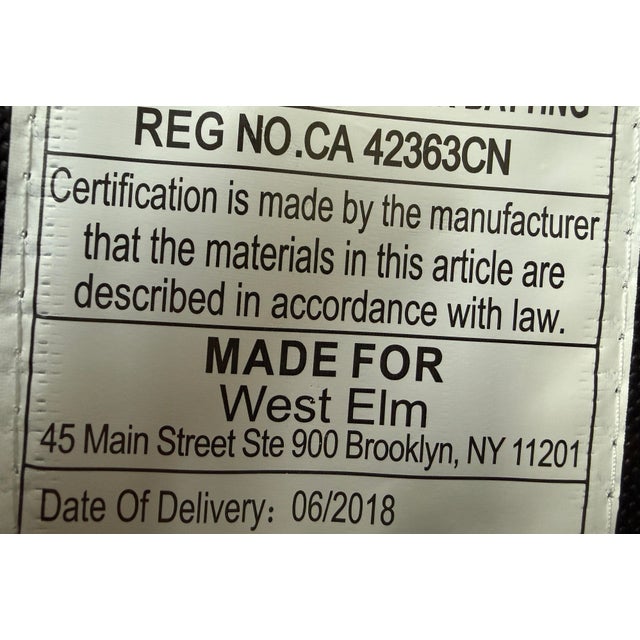 REG NO.CA 42363CN
Certification is made by the manufacturer
that the materials in this article are
described in accordance with law.
MADE FOR
West Elm
45 Main Street Ste 900 Brooklyn, NY 11201
Date Of Delivery: 06/2018